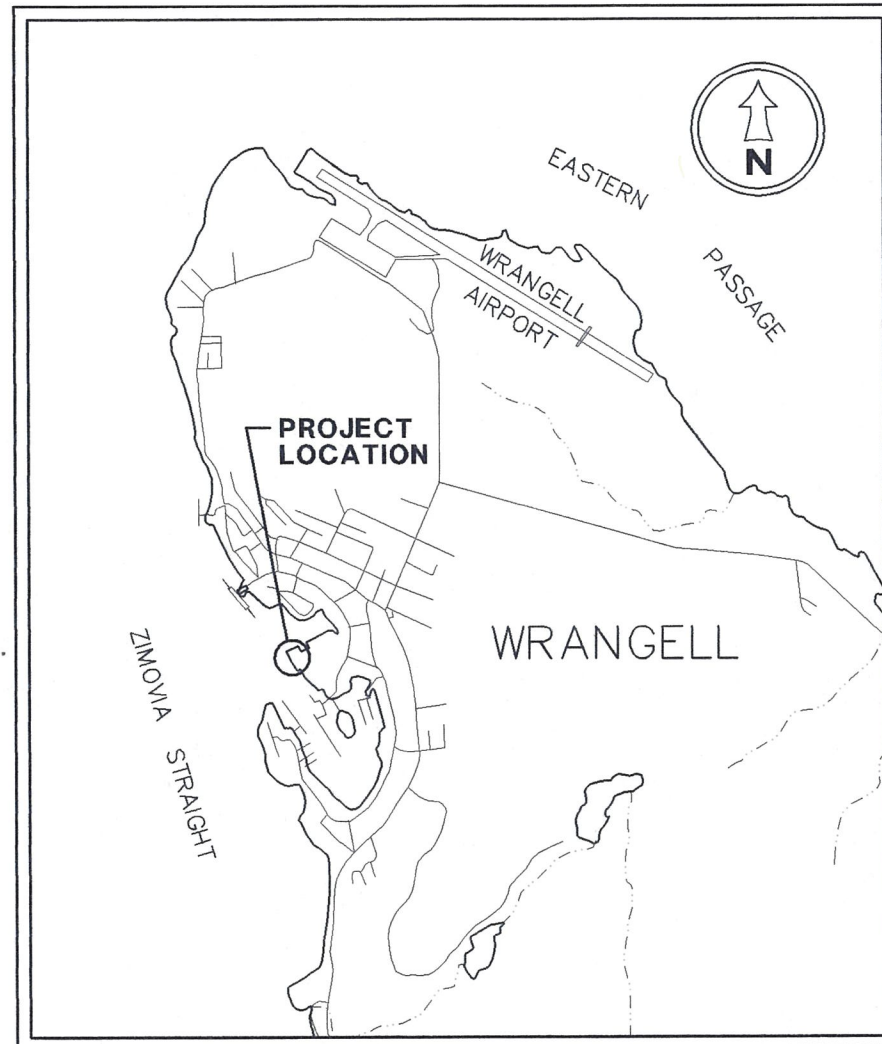 N
EASTERN
PASSAGE
WRANGELL
AIRPORT
PROJECT
LOCATION
WRANGELL
ZIMOVIA STRAIGHT